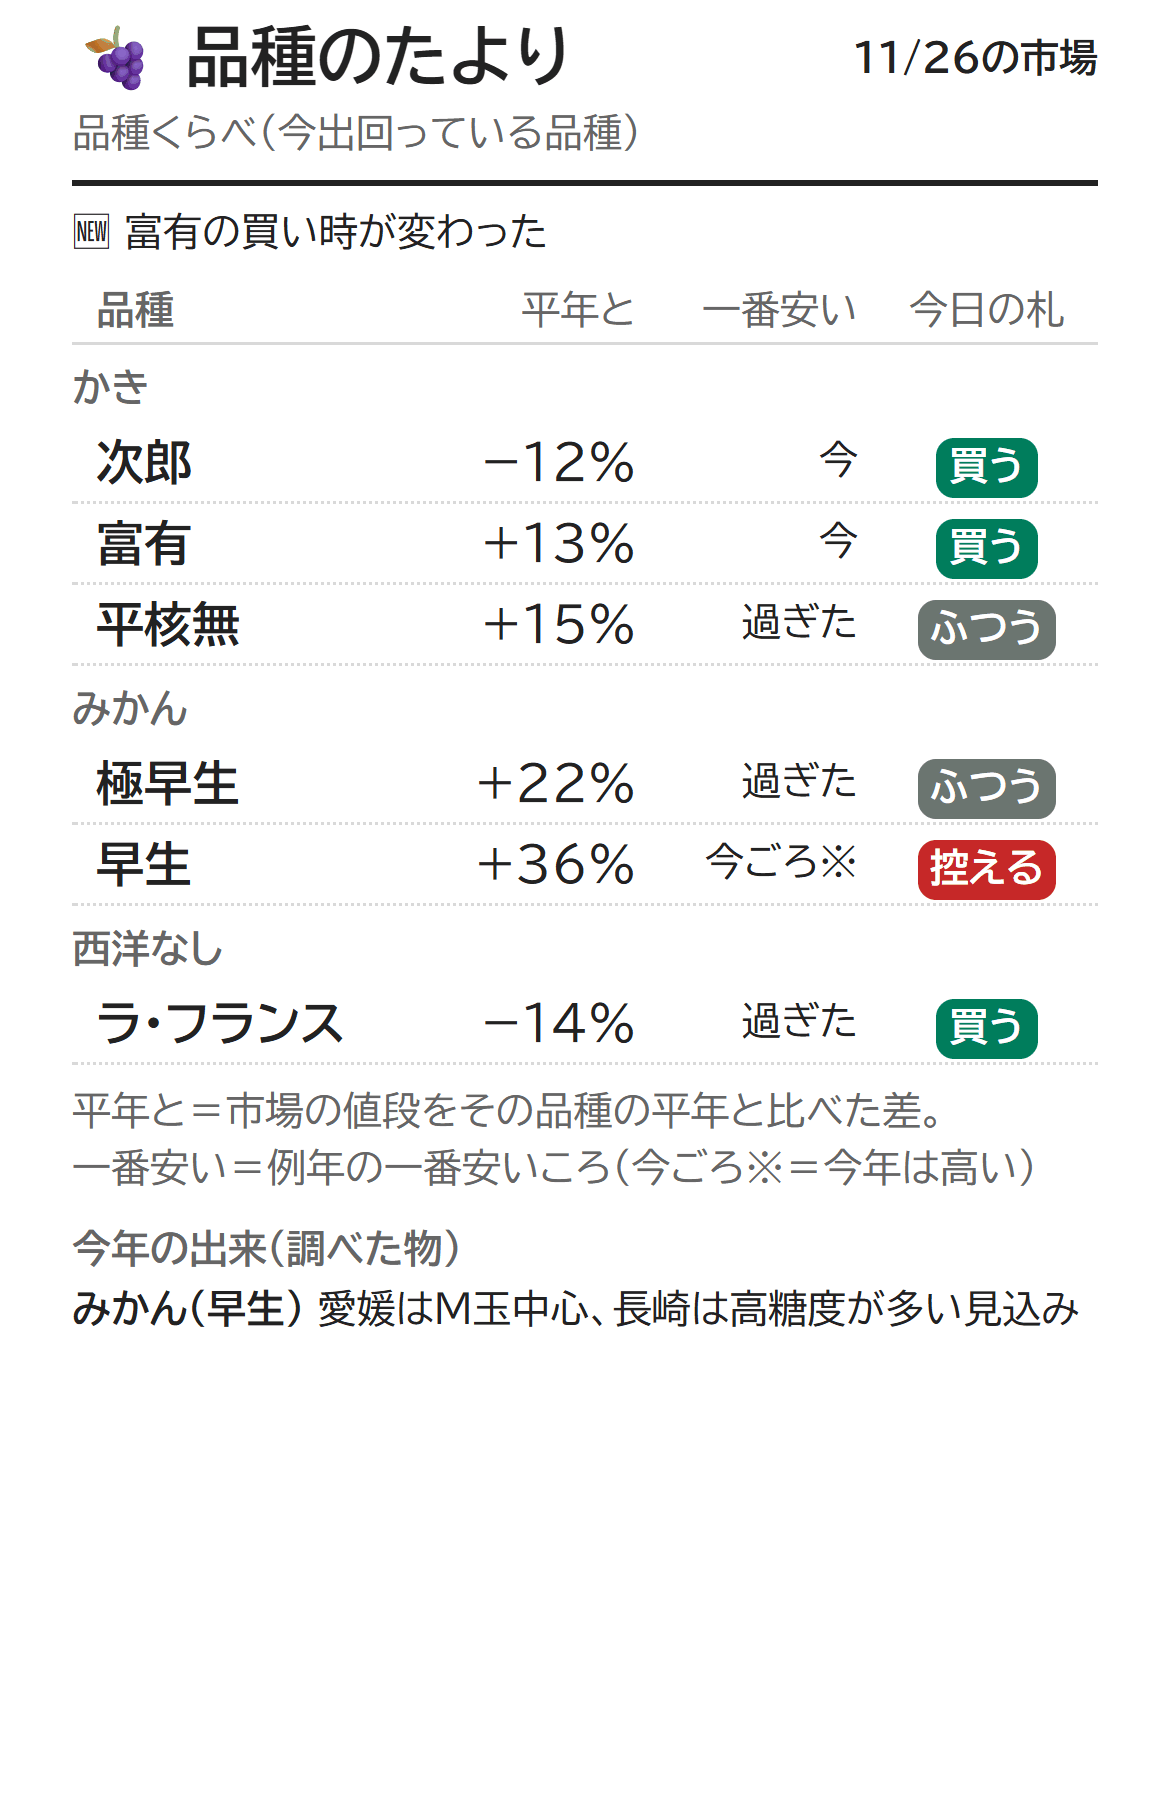 品種のたより
11/26の市場
品種くらべ（今出回っている品種）
NEW 富有の買い時が変わった
品種 平年と 一番安い 今日の札
かき
次郎 −12% 今 買う
富有 +13% 今 買う
平核無 +15% 過ぎた ふつう
みかん
極早生 +22% 過ぎた ふつう
早生 +36% 今ごろ※ 控える
西洋なし
ラ・フランス −14% 過ぎた 買う
平年と＝市場の値段をその品種の平年と比べた差。
一番安い＝例年の一番安いころ（今ごろ※＝今年は高い）
今年の出来（調べた物）
みかん（早生） 愛媛はM玉中心、長崎は高糖度が多い見込み